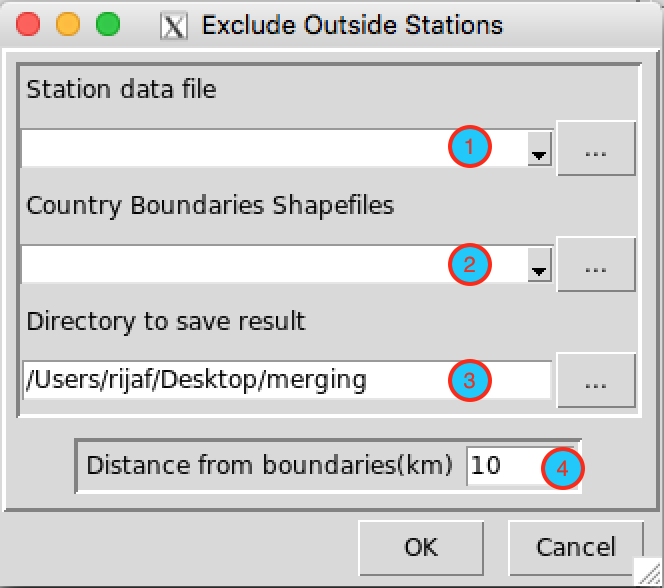 X Exclude Outside Stations
Station data file
1 ...
Country Boundaries Shapefiles
2 ...
Directory to save result
/Users/rijaf/Desktop/merging 3 ...
Distance from boundaries(km) 10 4
OK Cancel